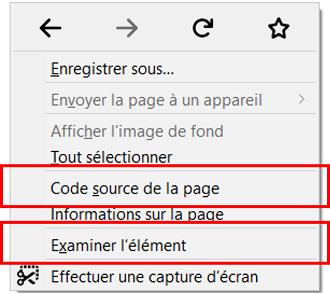 Enregistrer sous...
Envoyer la page à un appareil
Afficher l'image de fond
Tout sélectionner
Code source de la page
Informations sur la page
Examiner l'élément
Effectuer une capture d'écran